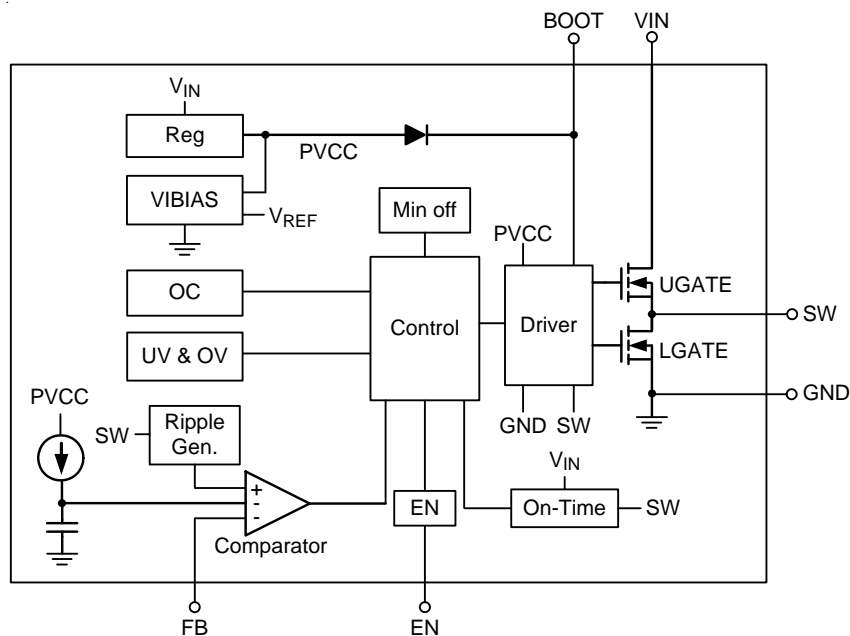 BOOT VIN
VIN
Reg
PVCC
VIBIAS
VREF
Min off
PVCC
OC
UGATE
SW
Control
Driver
UV & OV
LGATE
PVCC
GND
SW
Ripple
Gen.
GND SW
VIN
+
-
-
EN
On-Time
SW
Comparator
FB
EN